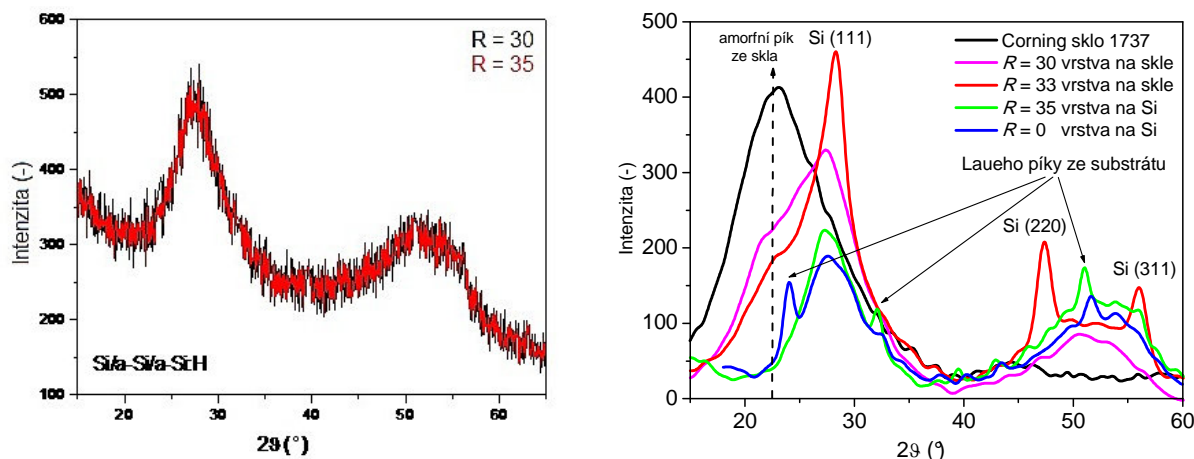 600
500
400
300
200
100
20
30
40
50
60
Intenzita (-)
2ϑ (°)
R = 30
R = 35
Si/a-Si/a-Si:H
500
400
300
200
100
0
20
30
40
50
60
Intenzita (-)
2ϑ (°)
amorfní pík
ze skla
Si (111)
Corning sklo 1737
R = 30 vrstva na skle
R = 33 vrstva na skle
R = 35 vrstva na Si
R = 0 vrstva na Si
Laueho píky ze substrátu
Si (220)
Si (311)